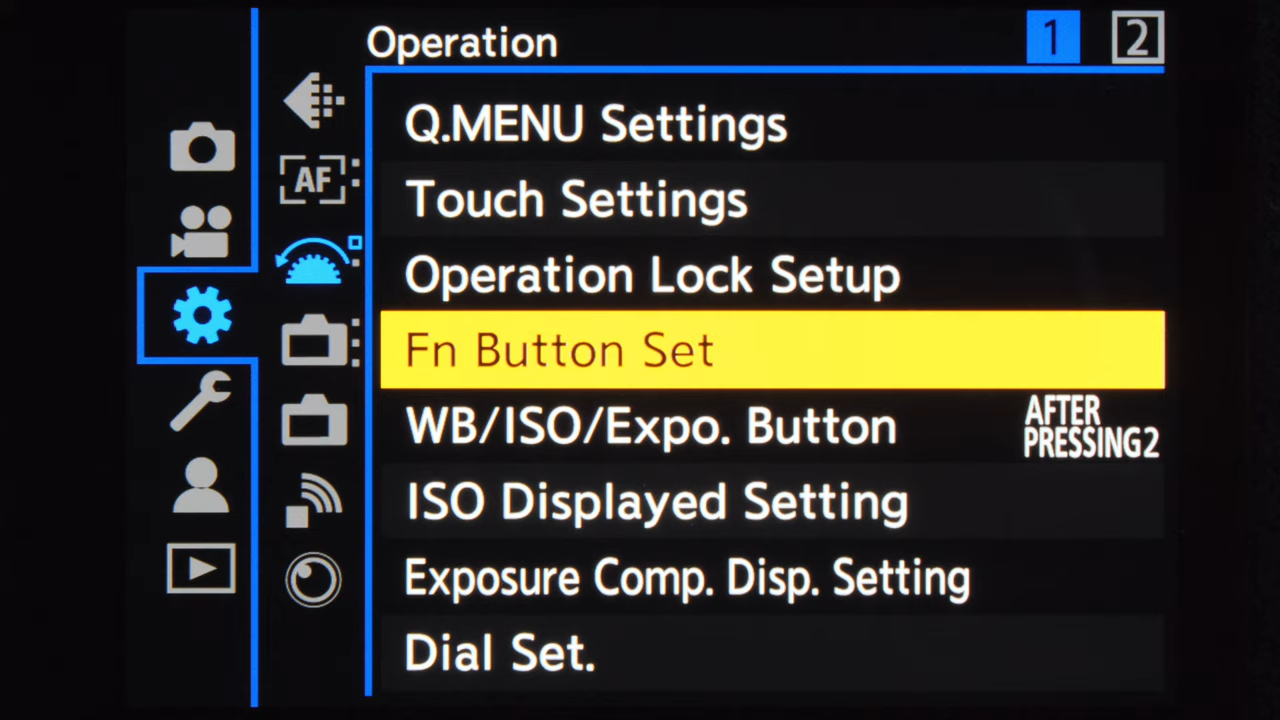 Operation
1 2
AF
Q.MENU Settings
Touch Settings
Operation Lock Setup
Fn Button Set
WB/ISO/Expo. Button
AFTER
PRESSING2
ISO Displayed Setting
Exposure Comp. Disp. Setting
Dial Set.